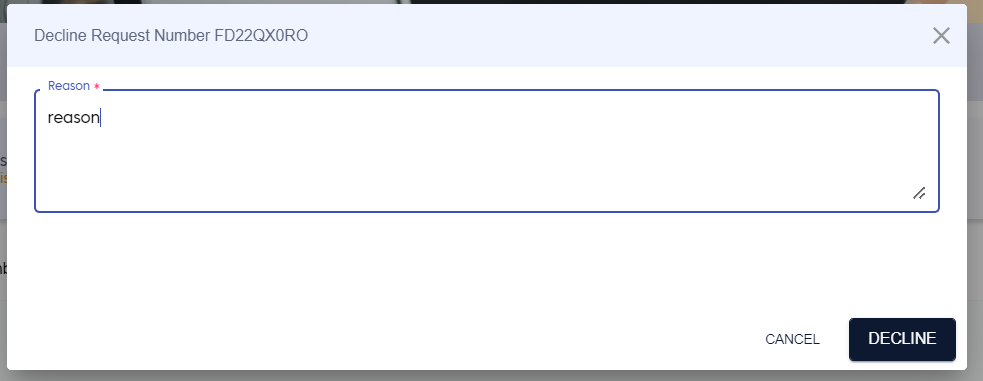 Decline Request Number FD22QX0RO
Reason *
reason
CANCEL
DECLINE